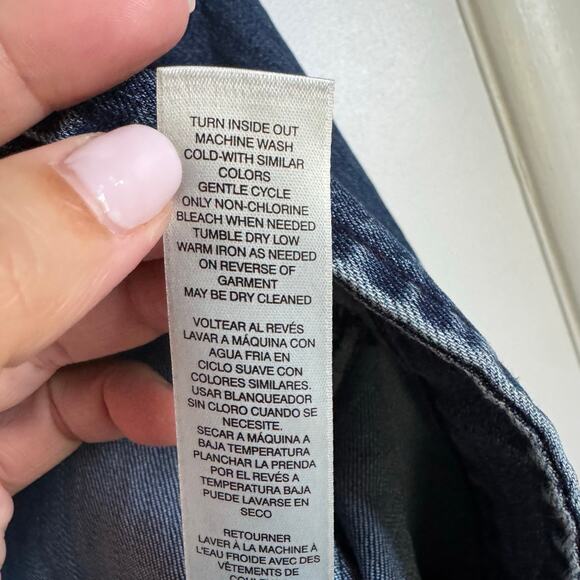 TURN INSIDE OUT
MACHINE WASH
COLD-WITH SIMILAR
COLORS
GENTLE CYCLE
ONLY NON-CHLORINE
BLEACH WHEN NEEDED
TUMBLE DRY LOW
WARM IRON AS NEEDED
ON REVERSE OF
GARMENT
MAY BE DRY CLEANED
VOLTEAR AL REVÉS
LAVAR A MÁQUINA CON
AGUA FRIA EN
CICLO SUAVE CON
COLORES SIMILARES.
USAR BLANQUEADOR
SIN CLORO CUANDO SE
NECESITE.
SECAR A MÁQUINA A
BAJA TEMPERATURA
PLANCHAR LA PRENDA
POR EL REVÉS A
TEMPERATURA BAJA
PUEDE LAVARSE EN
SECO
RETOURNER
LAVER À LA MACHINE À
L'EAU FROIDE AVEC DES
VÊTEMENTS DE